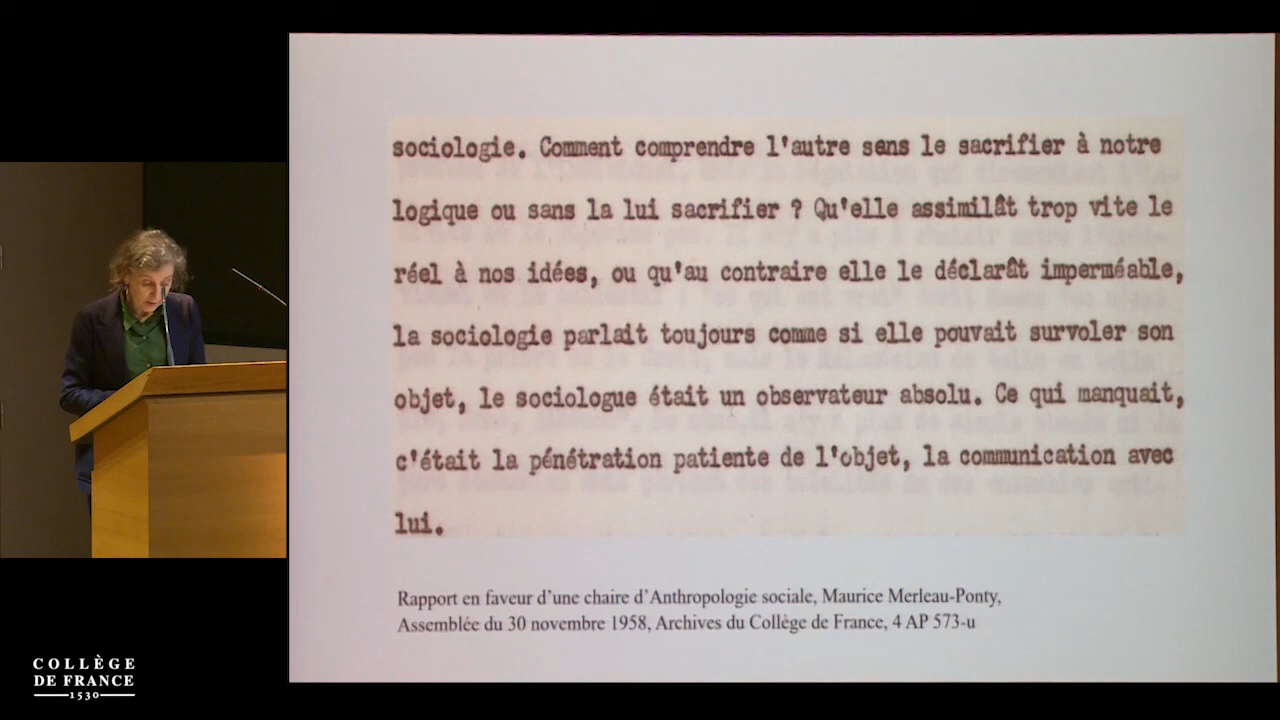 sociologie. Comment comprendre l'autre sans le sacrifier à notre
logique ou sans la lui sacrifier ? Qu'elle assimilât trop vite le
réel à nos idées, ou qu'au contraire elle le déclarât imperméable,
la sociologie parlait toujours comme si elle pouvait survoler son
objet, le sociologue était un observateur absolu. Ce qui manquait,
c'était la pénétration patiente de l'objet, la communication avec
lui.
Rapport en faveur d'une chaire d'Anthropologie sociale, Maurice Merleau-Ponty,
Assemblée du 30 novembre 1958, Archives du Collège de France, 4 AP 573-u
COLLÈGE
DE FRANCE
1530